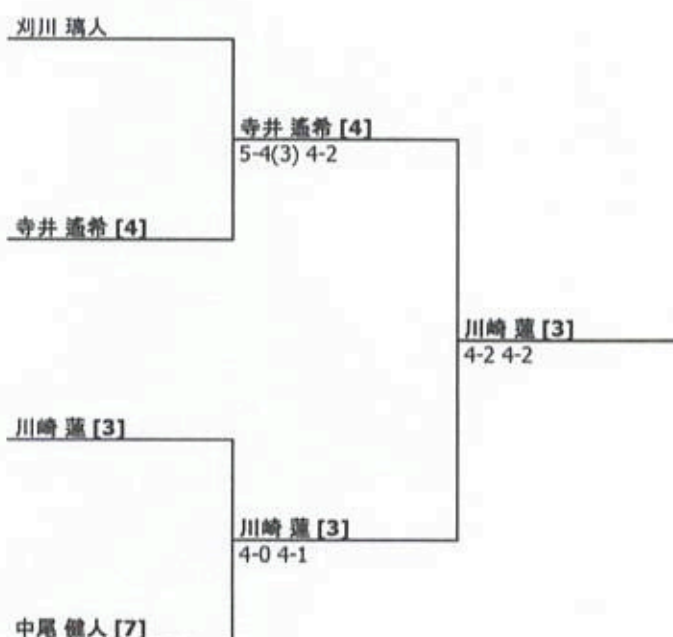 刈川 璃人
寺井 遙希 [4]
5-4(3) 4-2
寺井 遙希 [4]
川崎 蓮 [3]
4-2 4-2
川崎 蓮 [3]
川崎 蓮 [3]
4-0 4-1
中尾 健人 [7]